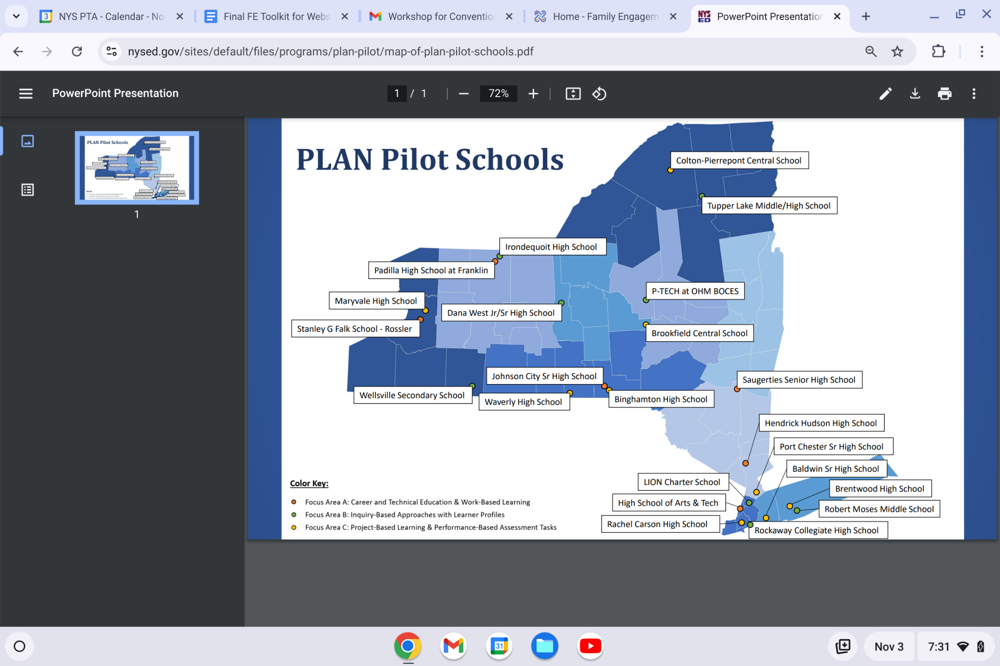 3 NYS PTA - Calendar - No
Final FE Toolkit for Webs
Workshop for Conventio
Home - Family Engagem
NYS ED PowerPoint Presentation
nysed.gov/sites/default/files/programs/plan-pilot/map-of-plan-pilot-schools.pdf
PowerPoint Presentation
1 / 1
72%
1
PLAN Pilot Schools
Colton-Pierrepont Central School
Tupper Lake Middle/High School
Irondequoit High School
Padilla High School at Franklin
P-TECH at OHM BOCES
Maryvale High School
Dana West Jr/Sr High School
Stanley G Falk School - Rossler
Brookfield Central School
Johnson City Sr High School
Saugerties Senior High School
Wellsville Secondary School
Waverly High School
Binghamton High School
Hendrick Hudson High School
Port Chester Sr High School
Baldwin Sr High School
LION Charter School
Brentwood High School
High School of Arts & Tech
Robert Moses Middle School
Rachel Carson High School
Rockaway Collegiate High School
Color Key:
Focus Area A: Career and Technical Education & Work-Based Learning
Focus Area B: Inquiry-Based Approaches with Learner Profiles
Focus Area C: Project-Based Learning & Performance-Based Assessment Tasks
PLAN Pilot Schools
31
Nov 3
7:31